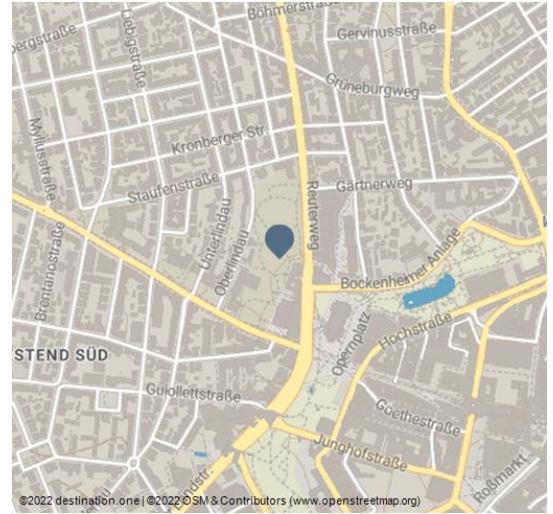 Böhmerstraße
Gervinusstraße
Liebigstraße
Grüneburgweg
Myliusstraße
Kronberger Str.
Staufenstraße
Reuterweg
Gärtnerweg
Unterlindau
Oberlindau
Brentanostraße
Bockenheimer Anlage
Opernplatz
Hochstraße
STEND SÜD
Guiollettstraße
Goethestraße
Junghofstraße
Roßmarkt
©2022 destination.one | ©2022 OSM & Contributors (www.openstreetmap.org)